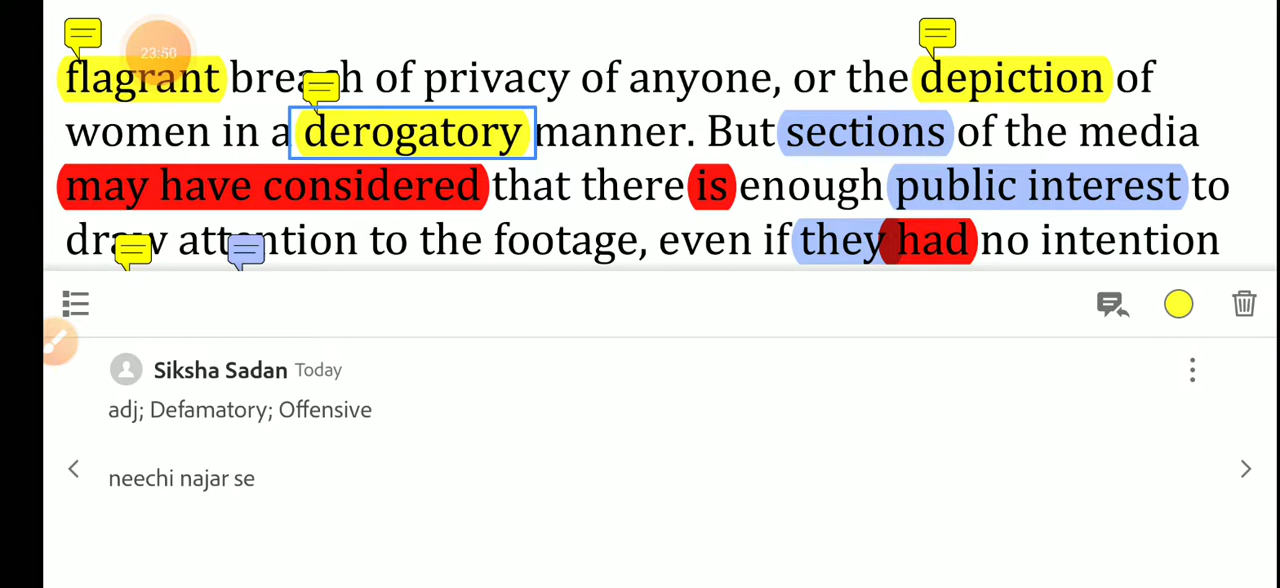 23:50
flagrant breach of privacy of anyone, or the depiction of
women in a derogatory manner. But sections of the media
may have considered that there is enough public interest to
draw attention to the footage, even if they had no intention
Siksha Sadan Today
adj; Defamatory; Offensive
neechi najar se